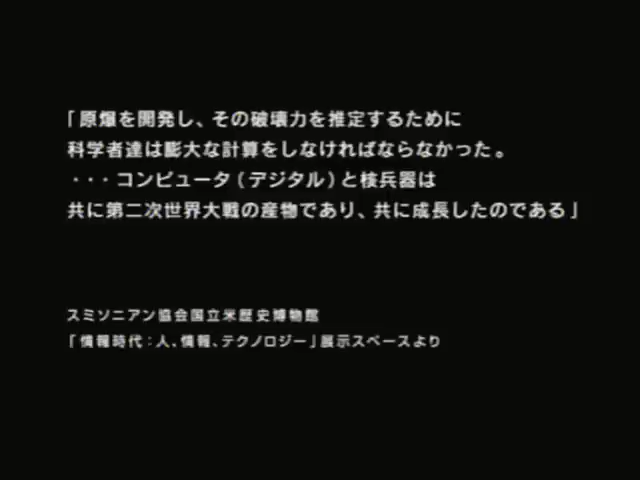 「原爆を開発し、その破壊力を推定するために
科学者達は膨大な計算をしなければならなかった。
・・・コンピュータ(デジタル)と核兵器は
共に第二次世界大戦の産物であり、共に成長したのである」
スミソニアン協会国立米歴史博物館
「情報時代:人、情報、テクノロジー」展示スペースより